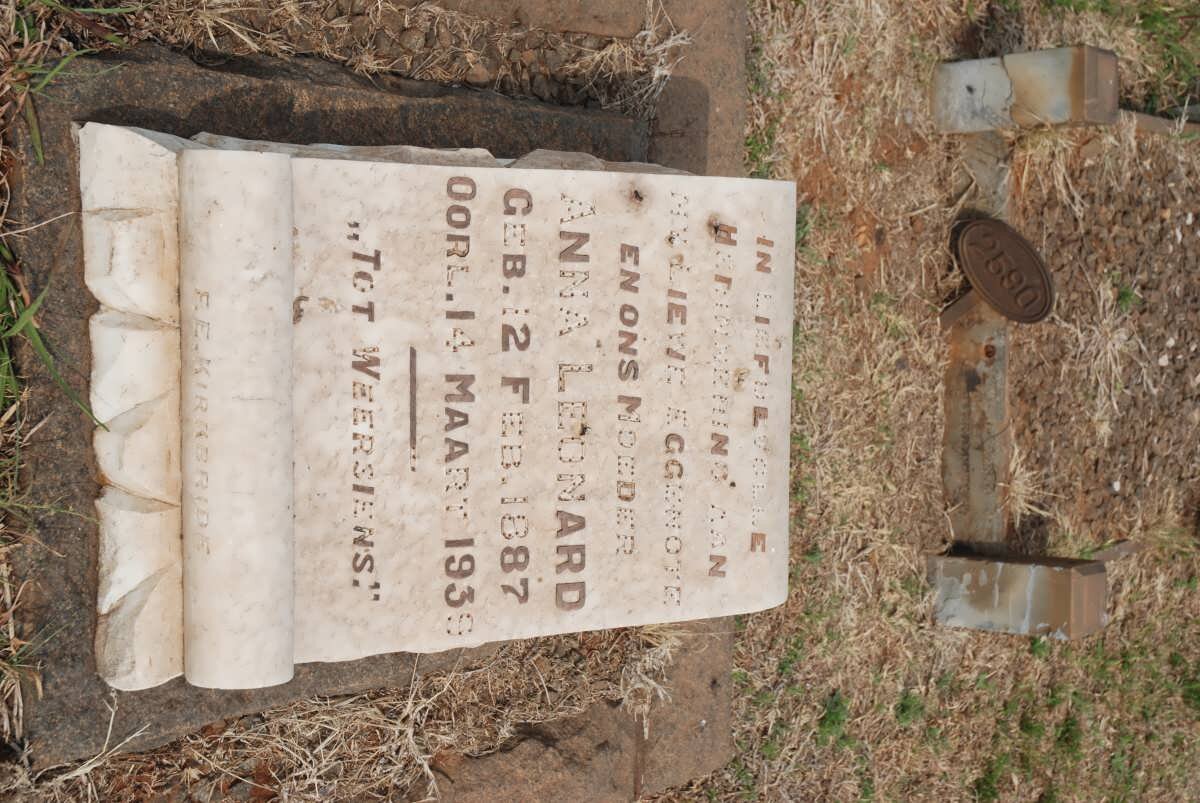 IN LIEFDEVOLLE
HERINNERING AAN
MY LIEWE EGGENOTE
EN ONS MOEDER
ANNA LEONARD
GEB. 12 FEB. 1887
OORL. 14 MAART
"TOT WEERSIENS."
F.E. KIRKBRIDE
2590